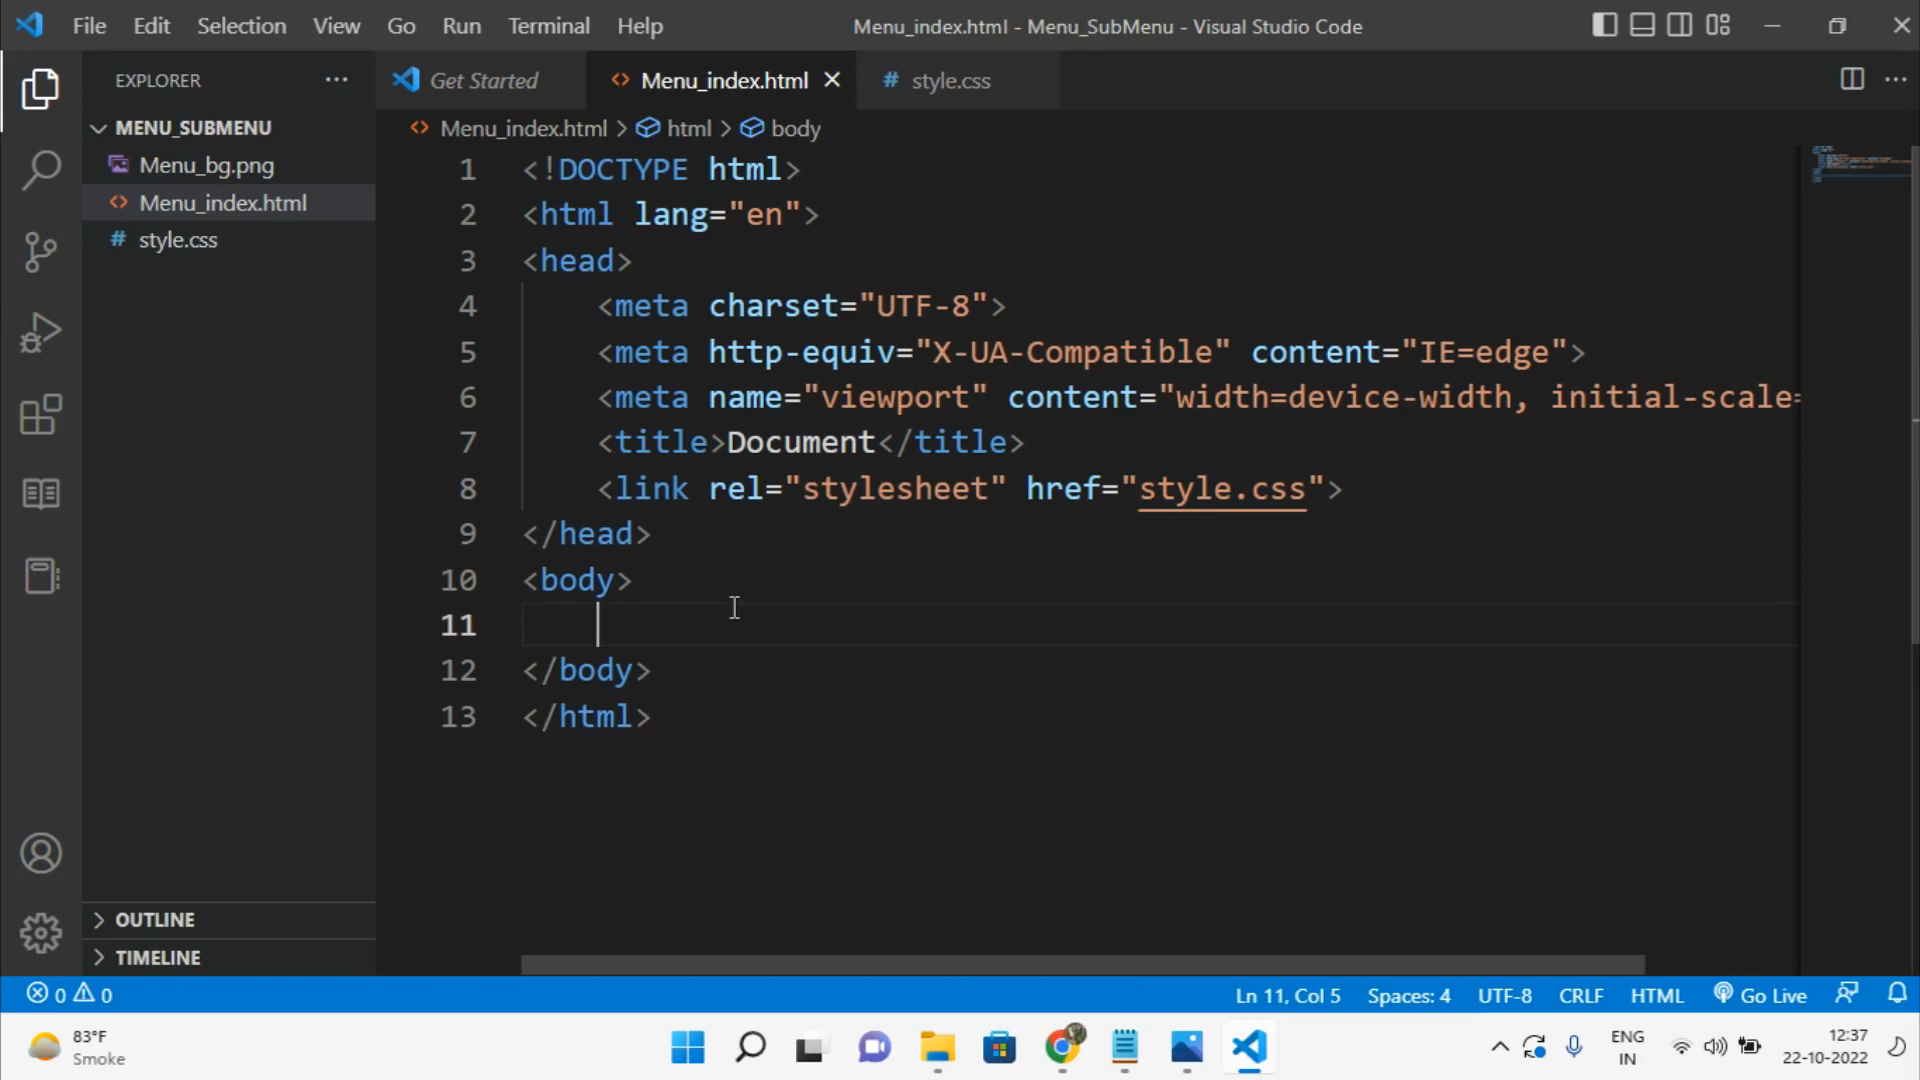 File Edit Selection View Go Run Terminal Help Menu_index.html - Menu_SubMenu - Visual Studio Code
EXPLORER
Get Started Menu_index.html style.css
MENU_SUBMENU
Menu_bg.png
Menu_index.html
style.css
Menu_index.html > html > body
1 <!DOCTYPE html>
2 <html lang="en">
3 <head>
4 <meta charset="UTF-8">
5 <meta http-equiv="X-UA-Compatible" content="IE=edge">
6 <meta name="viewport" content="width=device-width, initial-scale=
7 <title>Document</title>
8 <link rel="stylesheet" href="style.css">
9 </head>
10 <body>
11
12 </body>
13 </html>
OUTLINE
TIMELINE
0 0 Ln 11, Col 5 Spaces: 4 UTF-8 CRLF HTML Go Live
83°F
Smoke
ENG
IN
12:37
22-10-2022